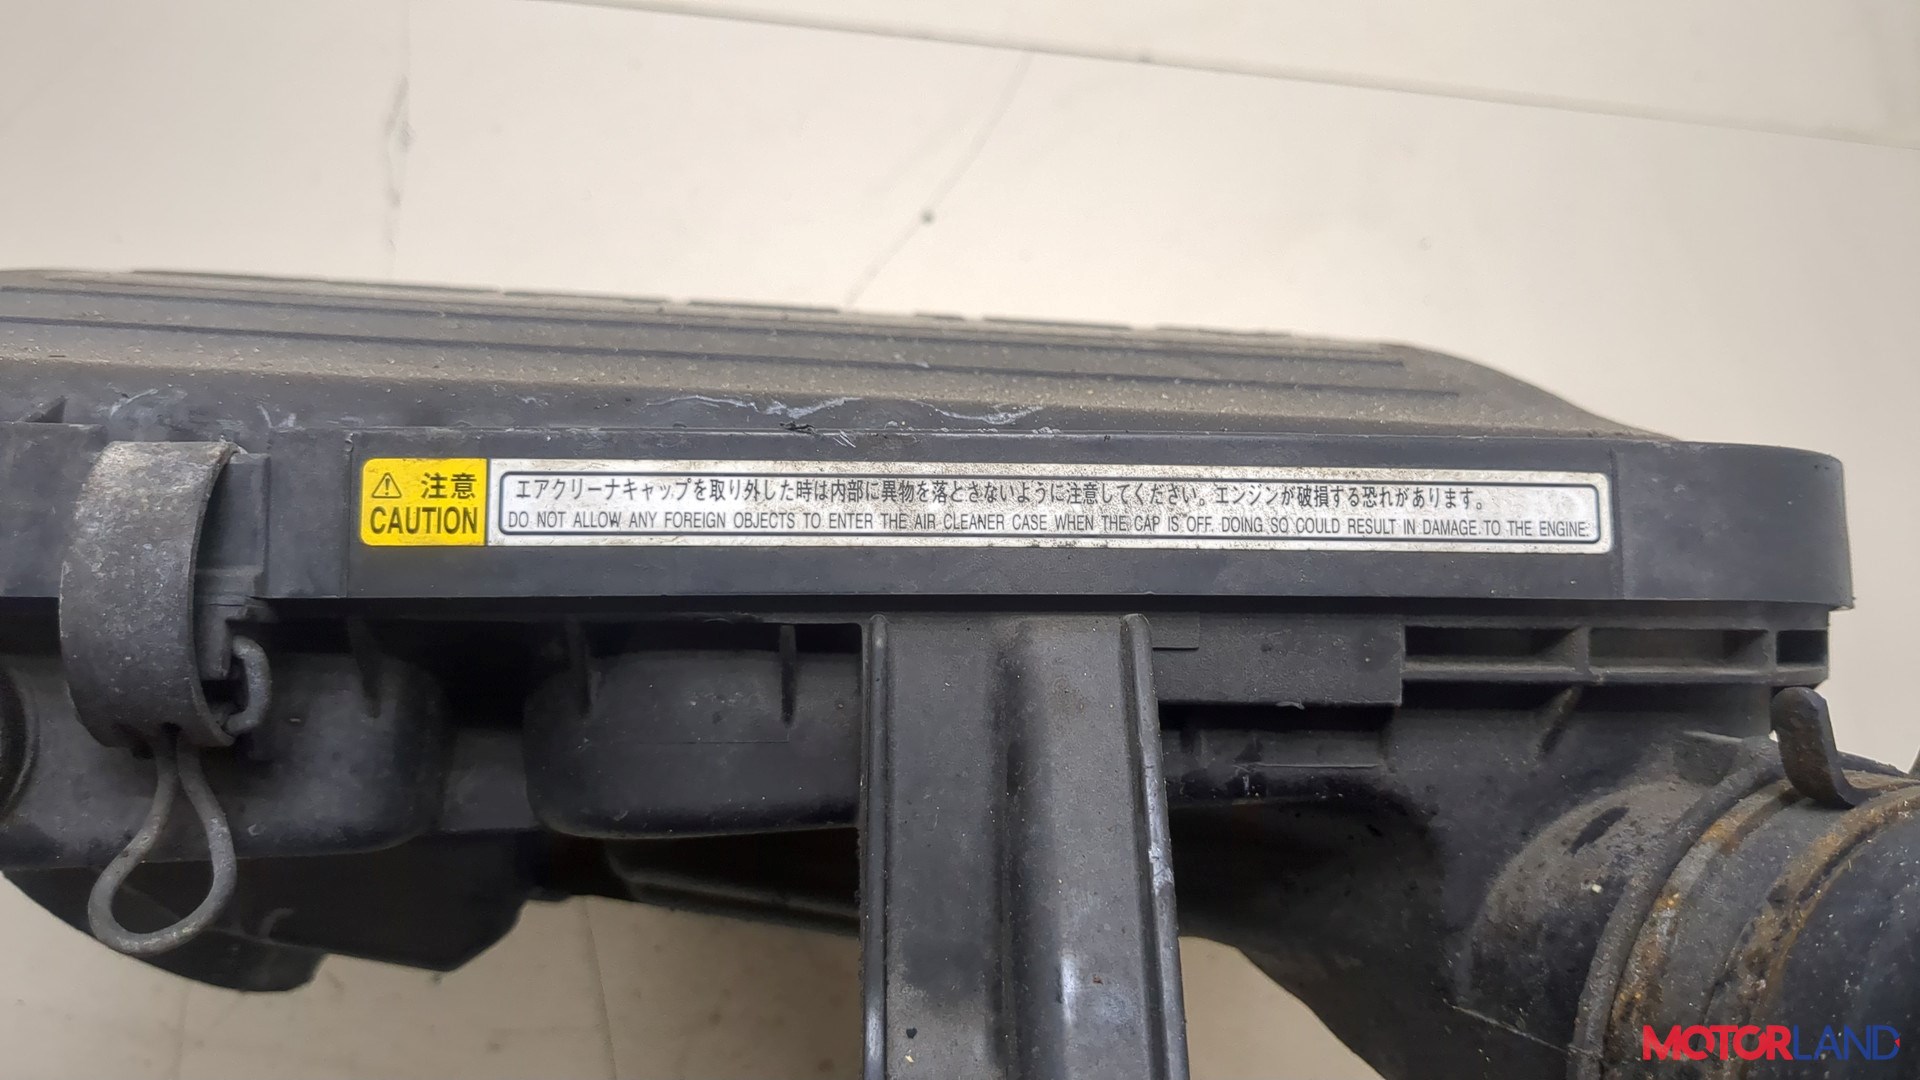 ⚠ 注意
CAUTION
エアクリーナキャップを取り外した時は内部に異物を落とさないように注意してください。エンジンが破損する恐れがあります。
DO NOT ALLOW ANY FOREIGN OBJECTS TO ENTER THE AIR CLEANER CASE WHEN THE CAP IS OFF. DOING SO COULD RESULT IN DAMAGE TO THE ENGINE.
MOTORLAND